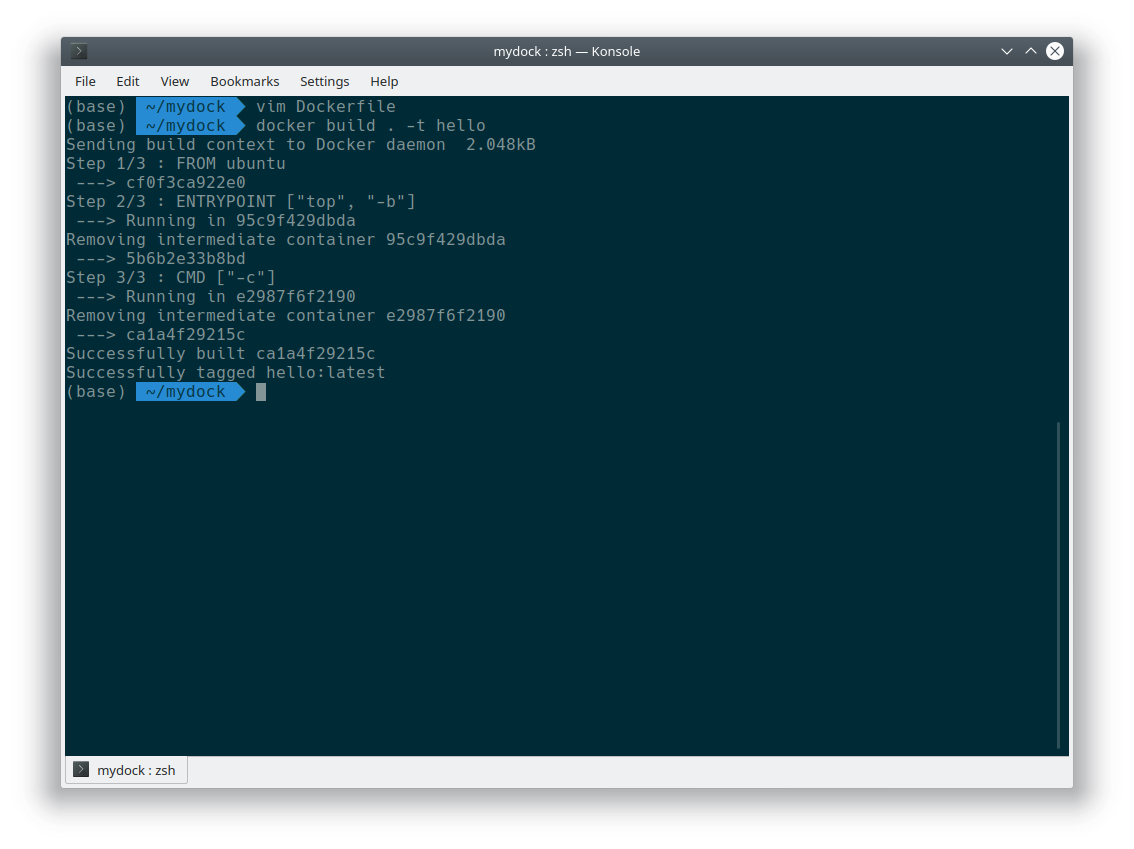 mydock : zsh — Konsole
File Edit View Bookmarks Settings Help
(base) ~/mydock vim Dockerfile
(base) ~/mydock docker build . -t hello
Sending build context to Docker daemon  2.048kB
Step 1/3 : FROM ubuntu
 ---> cf0f3ca922e0
Step 2/3 : ENTRYPOINT ["top", "-b"]
 ---> Running in 95c9f429dbda
Removing intermediate container 95c9f429dbda
 ---> 5b6b2e33b8bd
Step 3/3 : CMD ["-c"]
 ---> Running in e2987f6f2190
Removing intermediate container e2987f6f2190
 ---> ca1a4f29215c
Successfully built ca1a4f29215c
Successfully tagged hello:latest
(base) ~/mydock
mydock : zsh